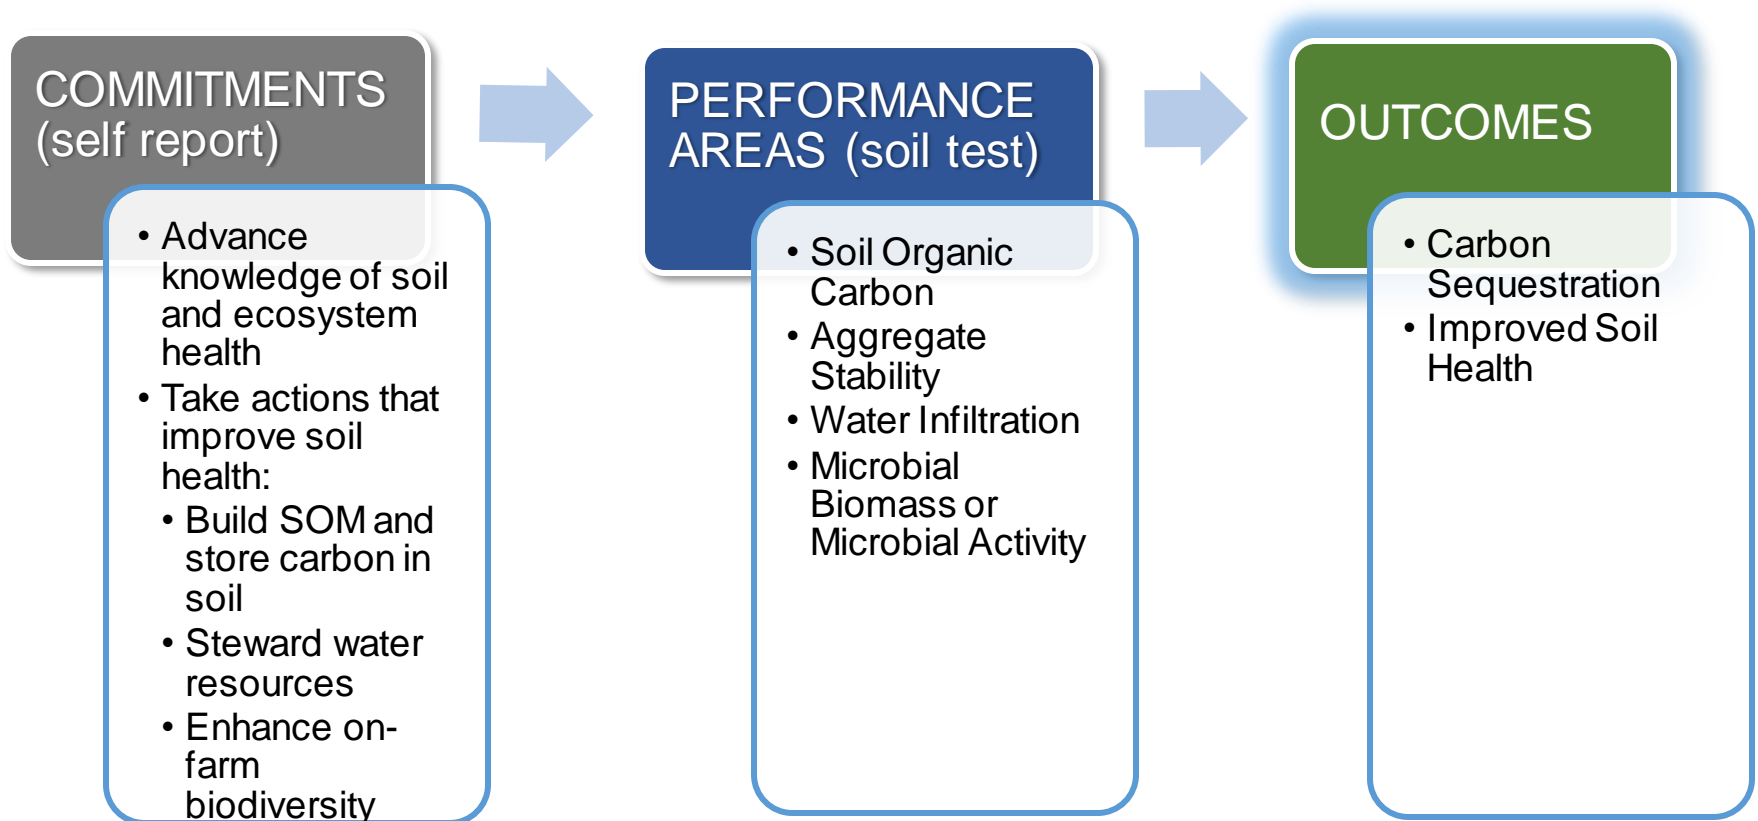 COMMITMENTS
(self report)
• Advance
knowledge of soil
and ecosystem
health
• Take actions that
improve soil
health:
• Build SOM and
store carbon in
soil
• Steward water
resources
• Enhance on-
farm
biodiversity
PERFORMANCE
AREAS (soil test)
• Soil Organic
Carbon
• Aggregate
Stability
• Water Infiltration
• Microbial
Biomass or
Microbial Activity
OUTCOMES
• Carbon
Sequestration
• Improved Soil
Health